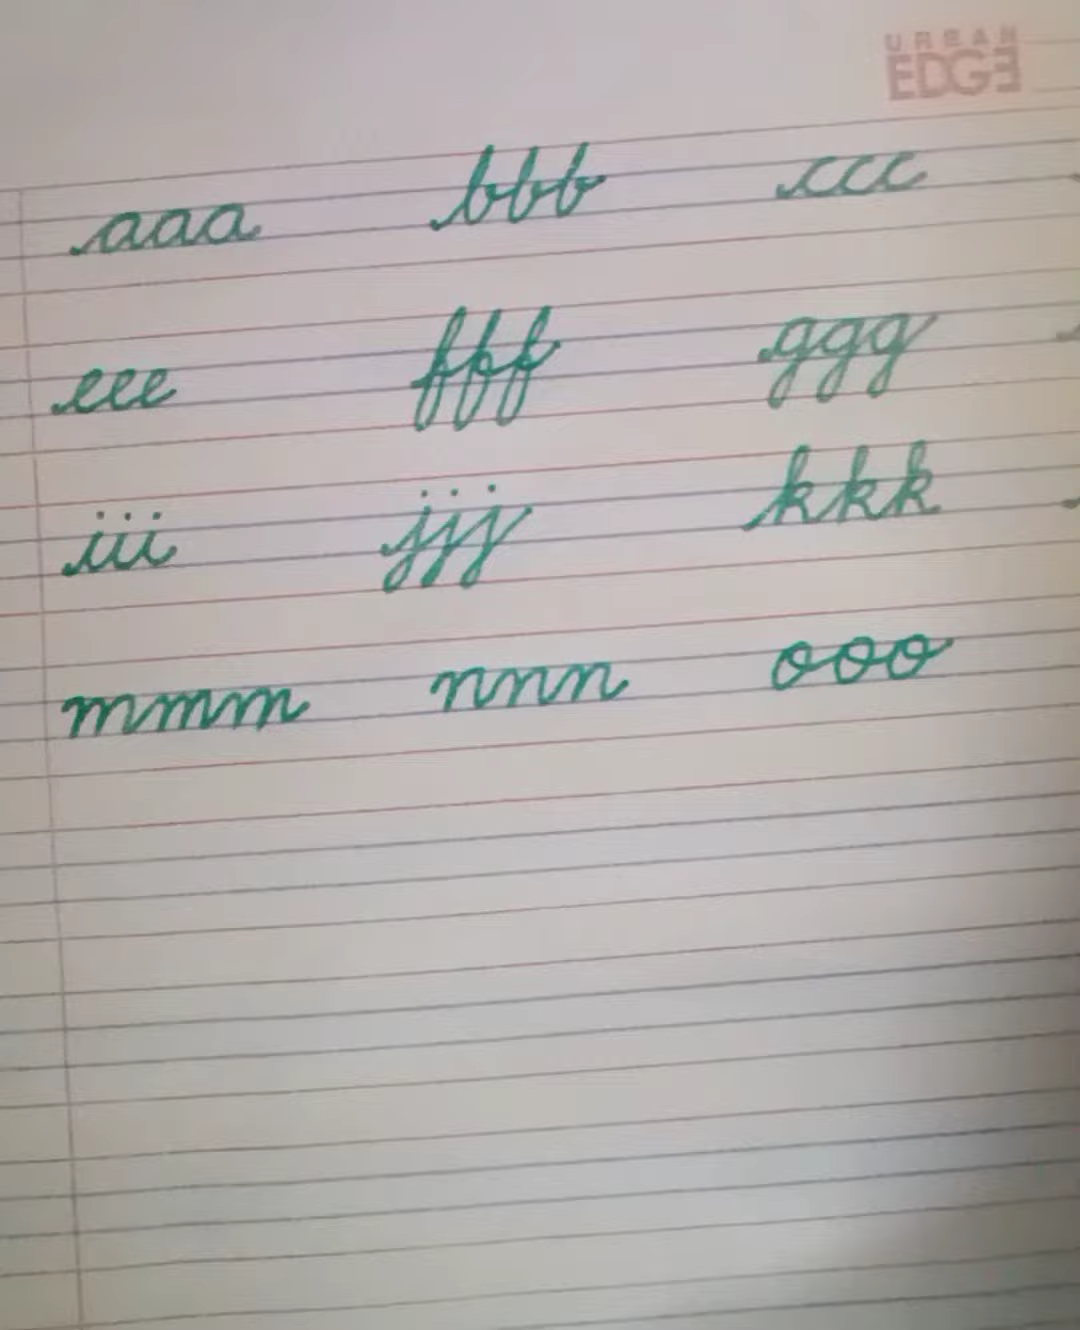 URBAN
EDGE
aaa bbb ccc
eee fff ggg
iii jjj kkk
mmm nnn ooo